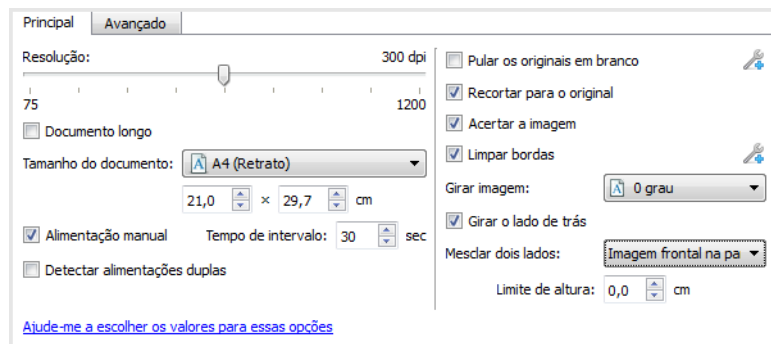 Principal Avançado
Resolução: 300 dpi
75 1200
Documento longo
Tamanho do documento: A4 (Retrato)
21,0 × 29,7 cm
Alimentação manual Tempo de intervalo: 30 sec
Detectar alimentações duplas
Ajude-me a escolher os valores para essas opções
Pular os originais em branco
Recortar para o original
Acertar a imagem
Limpar bordas
Girar imagem: 0 grau
Girar o lado de trás
Mesclar dois lados: Imagem frontal na pa
Limite de altura: 0,0 cm